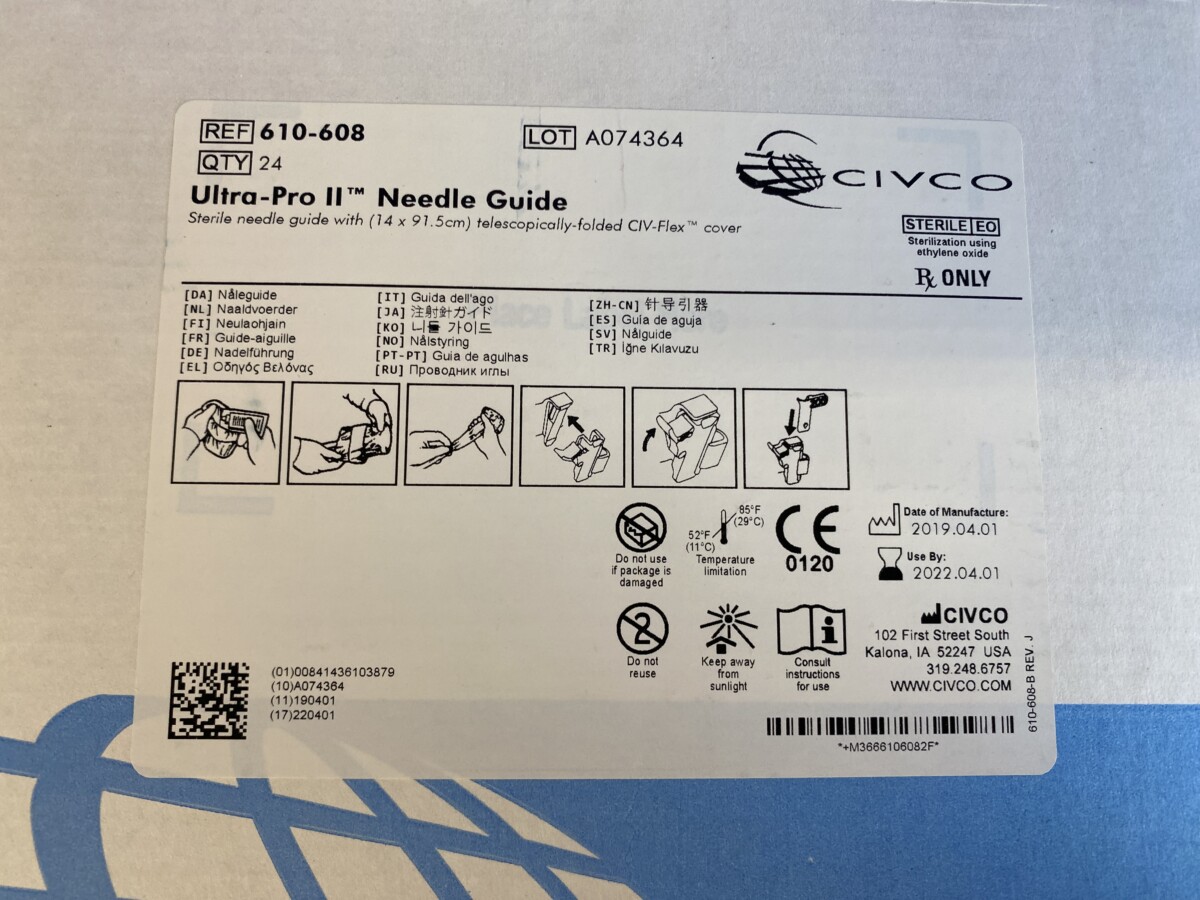 REF 610-608
QTY 24
LOT A074364
CIVCO
Ultra-Pro II™ Needle Guide
Sterile needle guide with (14 x 91.5cm) telescopically-folded CIV-Flex™ cover
STERILE EO
Sterilization using
ethylene oxide
Rx ONLY
[DA] Nåleguide
[NL] Naaldvoerder
[FI] Neulaohjain
[FR] Guide-aiguille
[DE] Nadelführung
[EL] Οδηγός Βελόνας
[IT] Guida dell'ago
[JA] 注射針ガイド
[KO] 니들 가이드
[NO] Nålstyring
[PT-PT] Guia de agulhas
[RU] Проводник иглы
[ZH-CN] 针导引器
[ES] Guía de aguja
[SV] Nålguide
[TR] İğne Kılavuzu
Do not use
if package is
damaged
85°F
(29°C)
52°F
(11°C)
Temperature
limitation
CE
0120
Date of Manufacture:
2019.04.01
Use By:
2022.04.01
2
Do not
reuse
Keep away
from
sunlight
i
Consult
instructions
for use
CIVCO
102 First Street South
Kalona, IA 52247 USA
319.248.6757
WWW.CIVCO.COM
610-608-B REV. J
(01)00841436103879
(10)A074364
(11)190401
(17)220401
*+M3666106082F*